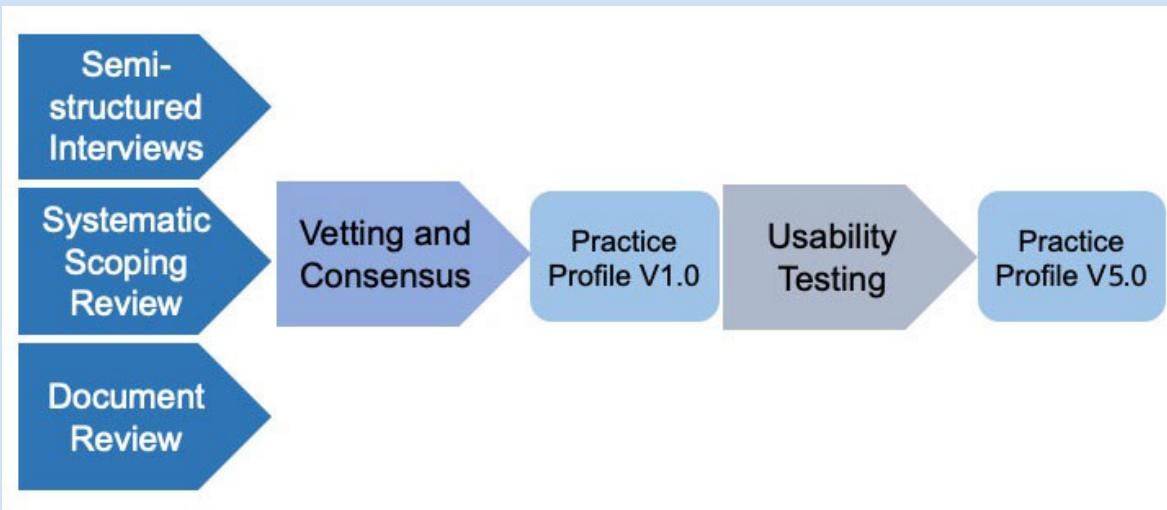 Semi-
structured
Interviews
Systematic
Scoping
Review
Document
Review
Vetting and
Consensus
Practice
Profile V1.0
Usability
Testing
Practice
Profile V5.0